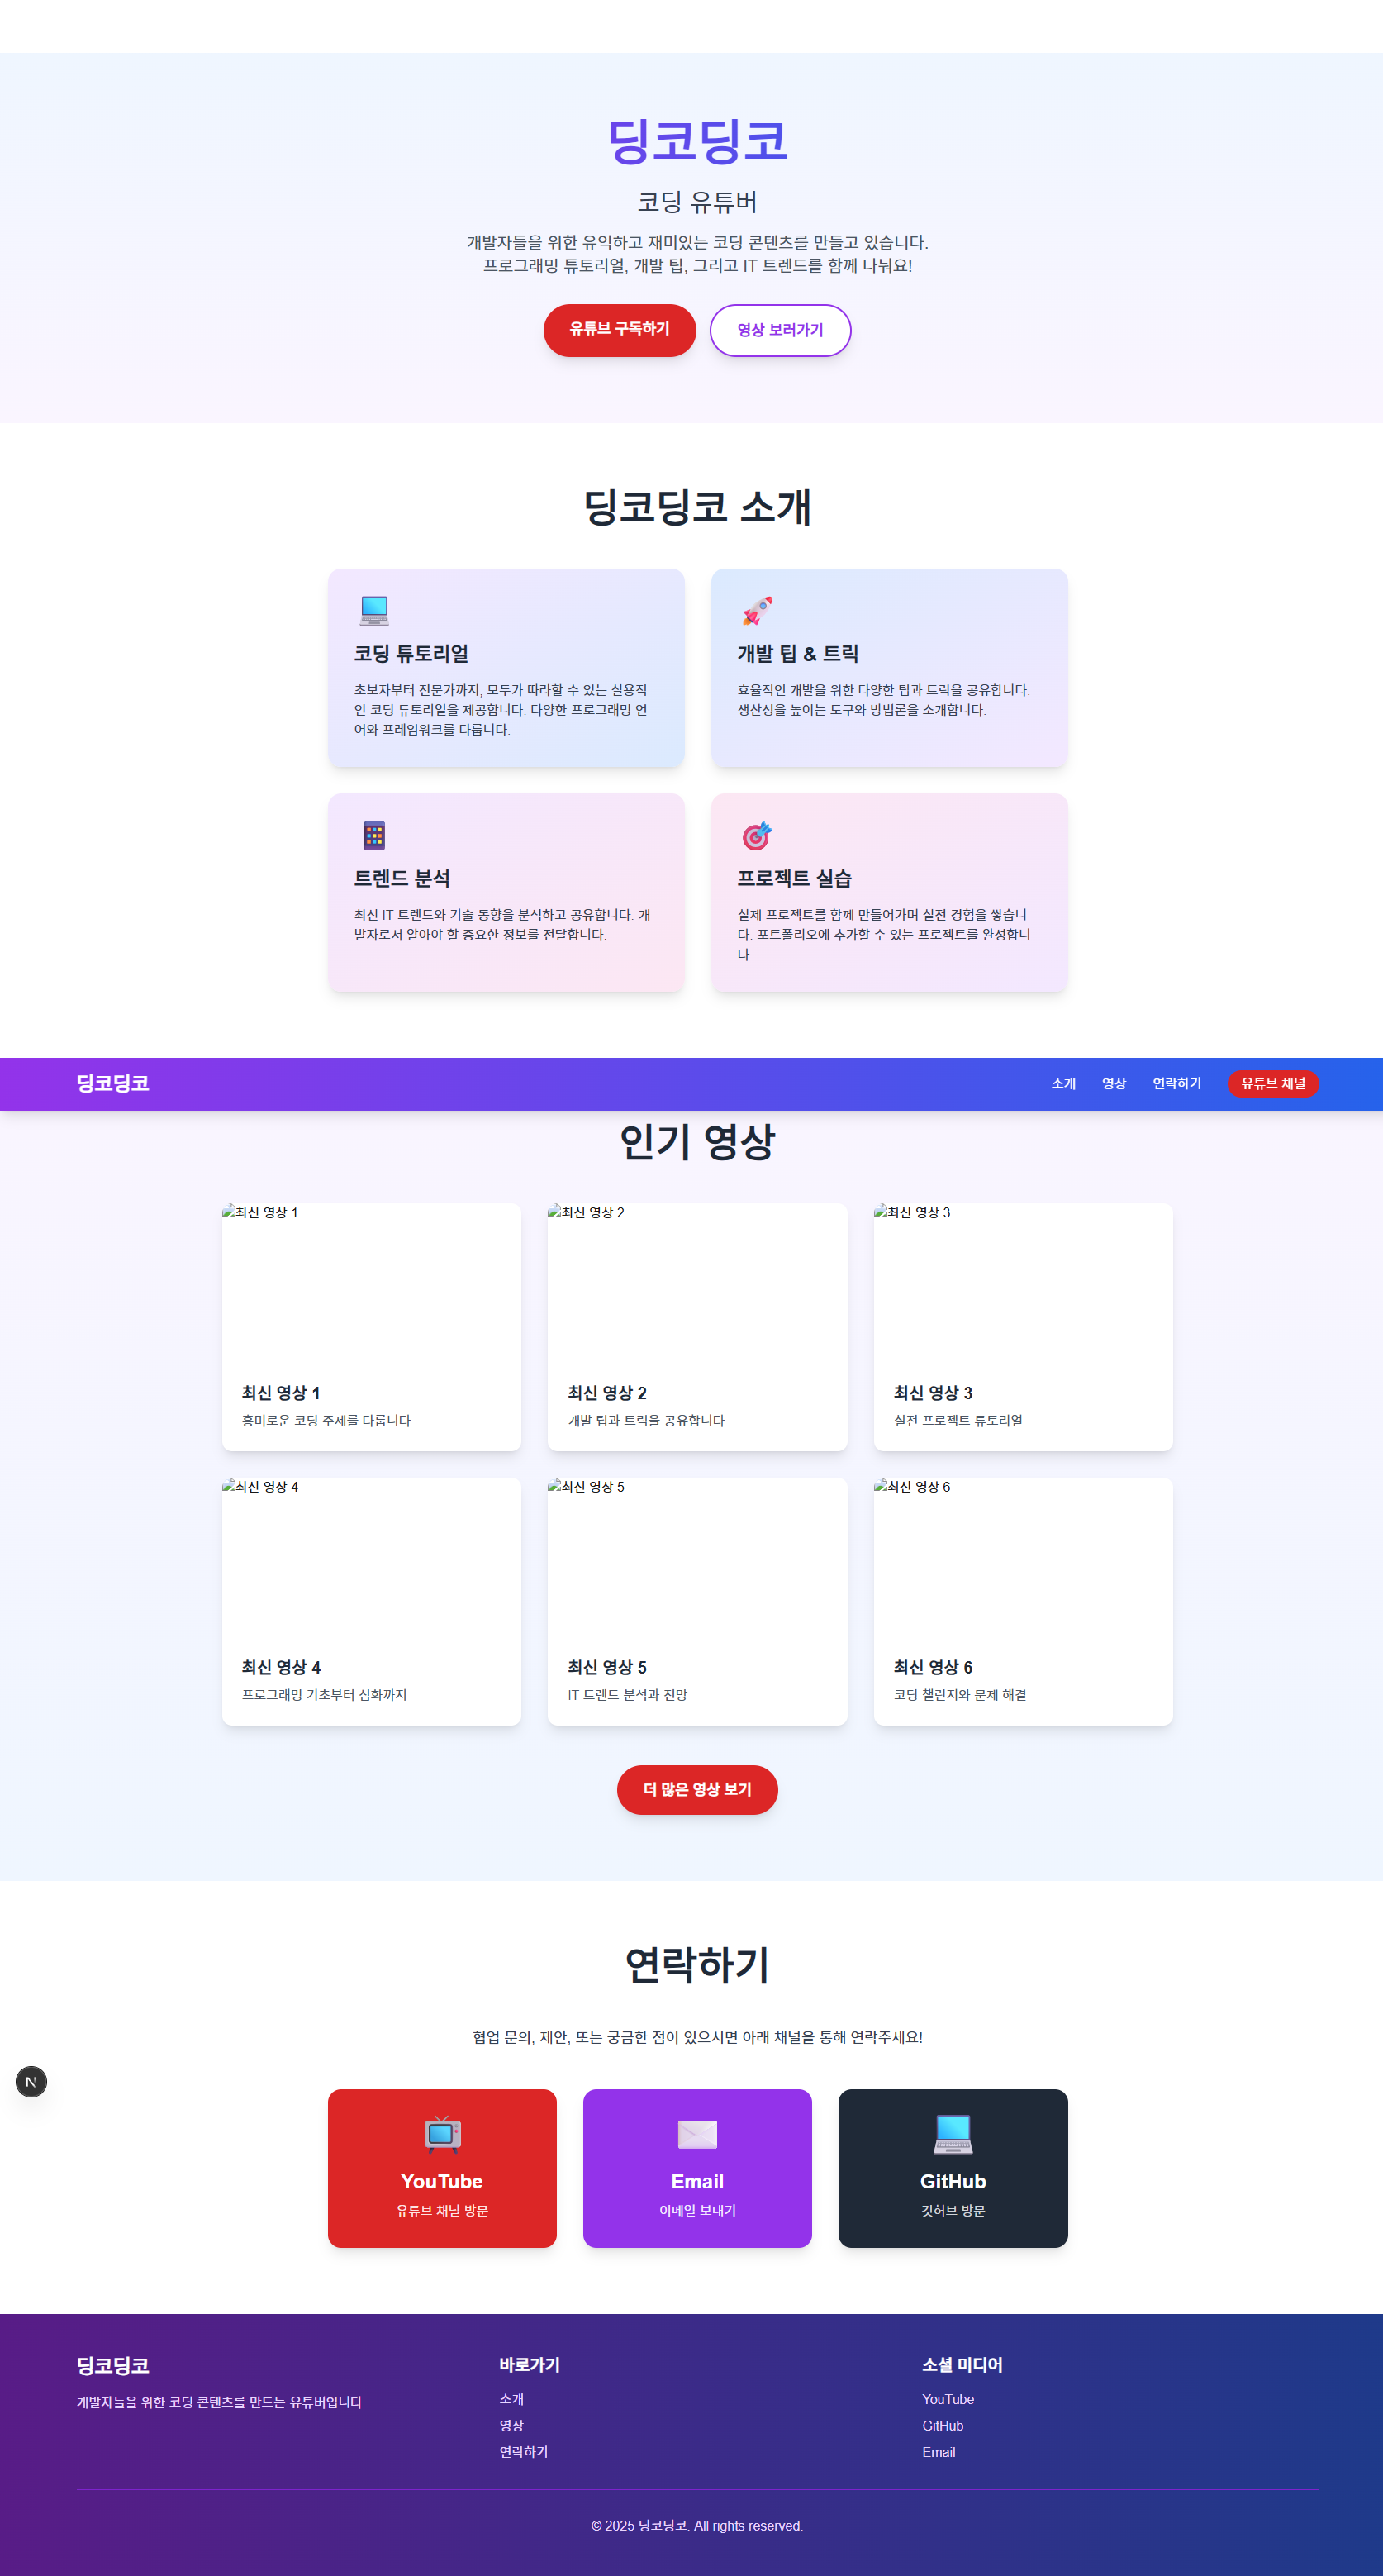 딩코딩코
코딩 유튜버
개발자들을 위한 유익하고 재미있는 코딩 콘텐츠를 만들고 있습니다.
프로그래밍 튜토리얼, 개발 팁, 그리고 IT 트렌드를 함께 나눠요!
유튜브 구독하기
영상 보러가기
딩코딩코 소개
코딩 튜토리얼
초보자부터 전문가까지, 모두가 따라할 수 있는 실용적
인 코딩 튜토리얼을 제공합니다. 다양한 프로그래밍 언
어와 프레임워크를 다룹니다.
개발 팁 & 트릭
효율적인 개발을 위한 다양한 팁과 트릭을 공유합니다.
생산성을 높이는 도구와 방법론을 소개합니다.
트렌드 분석
최신 IT 트렌드와 기술 동향을 분석하고 공유합니다. 개
발자로서 알아야 할 중요한 정보를 전달합니다.
프로젝트 실습
실제 프로젝트를 함께 만들어가며 실전 경험을 쌓습니
다. 포트폴리오에 추가할 수 있는 프로젝트를 완성합니
다.
딩코딩코
소개
영상
연락하기
유튜브 채널
인기 영상
최신 영상 1
최신 영상 1
흥미로운 코딩 주제를 다룹니다
최신 영상 2
최신 영상 2
개발 팁과 트릭을 공유합니다
최신 영상 3
최신 영상 3
실전 프로젝트 튜토리얼
최신 영상 4
최신 영상 4
프로그래밍 기초부터 심화까지
최신 영상 5
최신 영상 5
IT 트렌드 분석과 전망
최신 영상 6
최신 영상 6
코딩 챌린지와 문제 해결
더 많은 영상 보기
연락하기
협업 문의, 제안, 또는 궁금한 점이 있으시면 아래 채널을 통해 연락주세요!
N
YouTube
유튜브 채널 방문
Email
이메일 보내기
GitHub
깃허브 방문
딩코딩코
개발자들을 위한 코딩 콘텐츠를 만드는 유튜버입니다.
바로가기
소개
영상
연락하기
소셜 미디어
YouTube
GitHub
Email
© 2025 딩코딩코. All rights reserved.